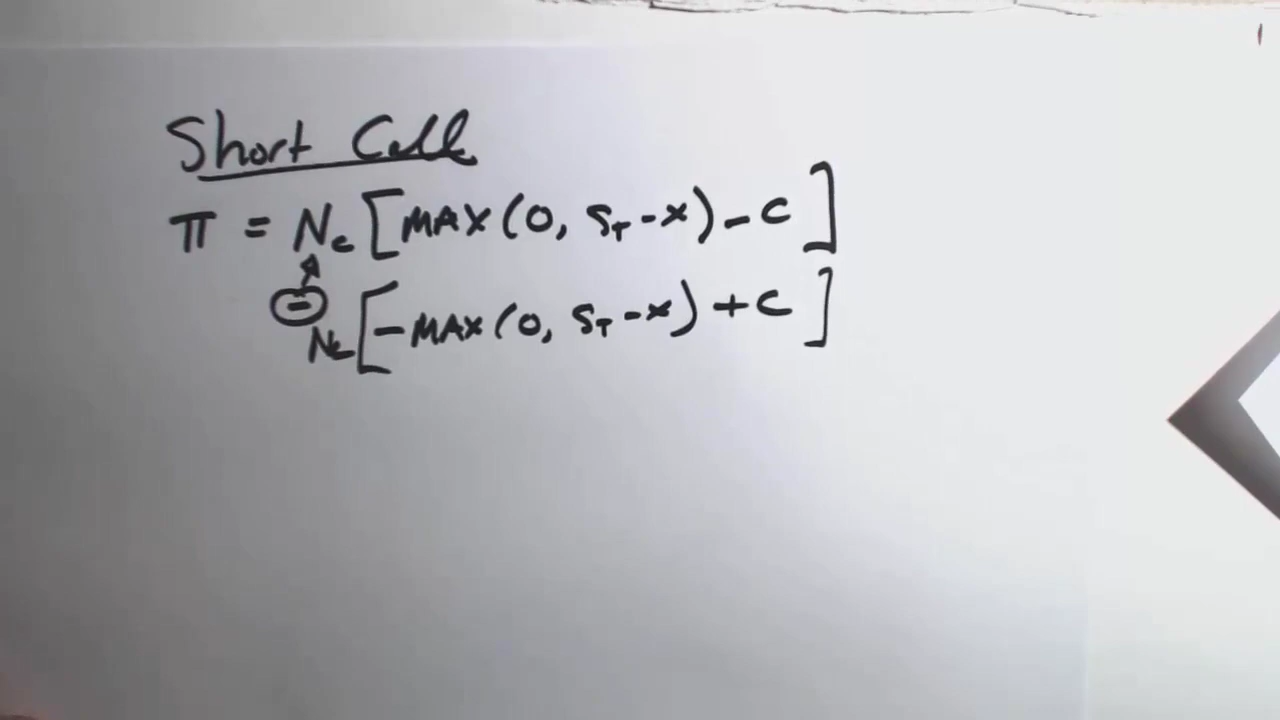 Short Call
π = Nc [MAX(0, ST - X) - C]
-
Nc [-MAX(0, ST - X) + C]